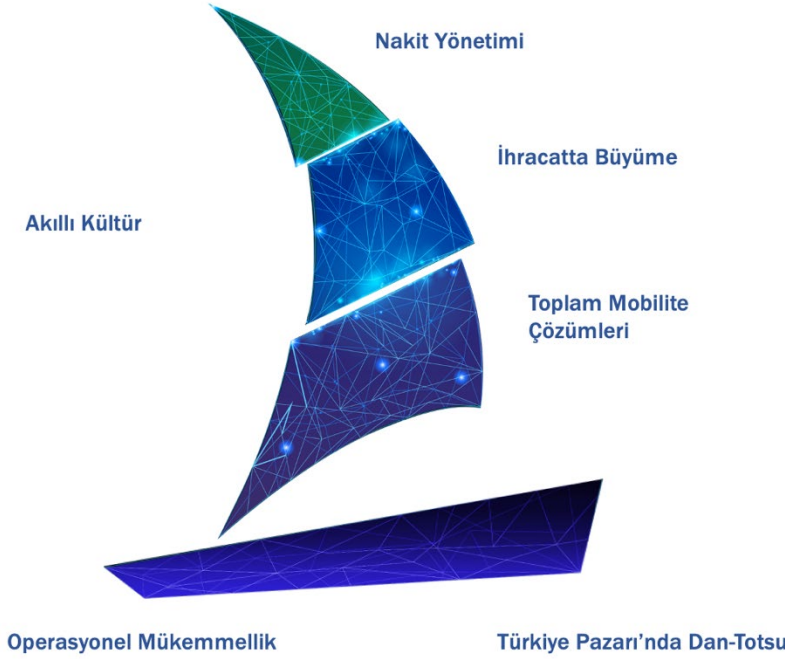 Nakit Yönetimi
İhracatta Büyüme
Akıllı Kültür
Toplam Mobilite
Çözümleri
Operasyonel Mükemmellik
Türkiye Pazarı’nda Dan-Totsu